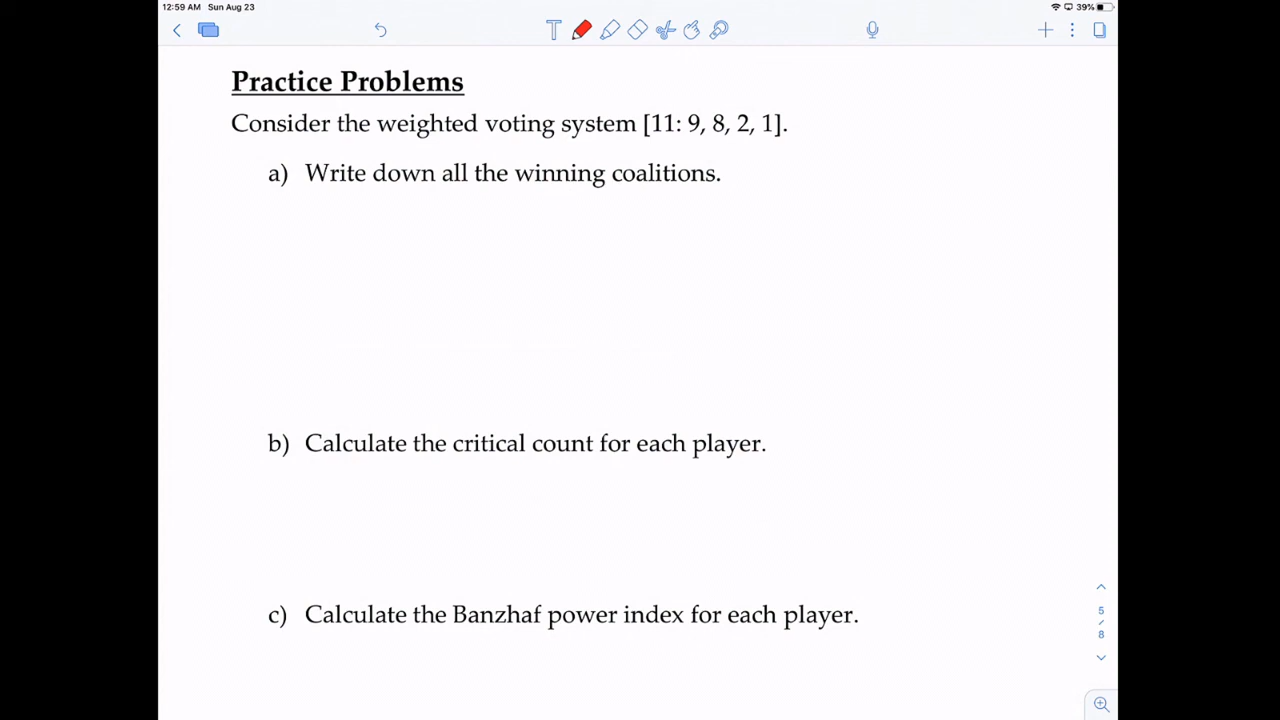 12:59 AM Sun Aug 23
39%
T
Practice Problems
Consider the weighted voting system [11: 9, 8, 2, 1].
a) Write down all the winning coalitions.
b) Calculate the critical count for each player.
c) Calculate the Banzhaf power index for each player.
5
/
8